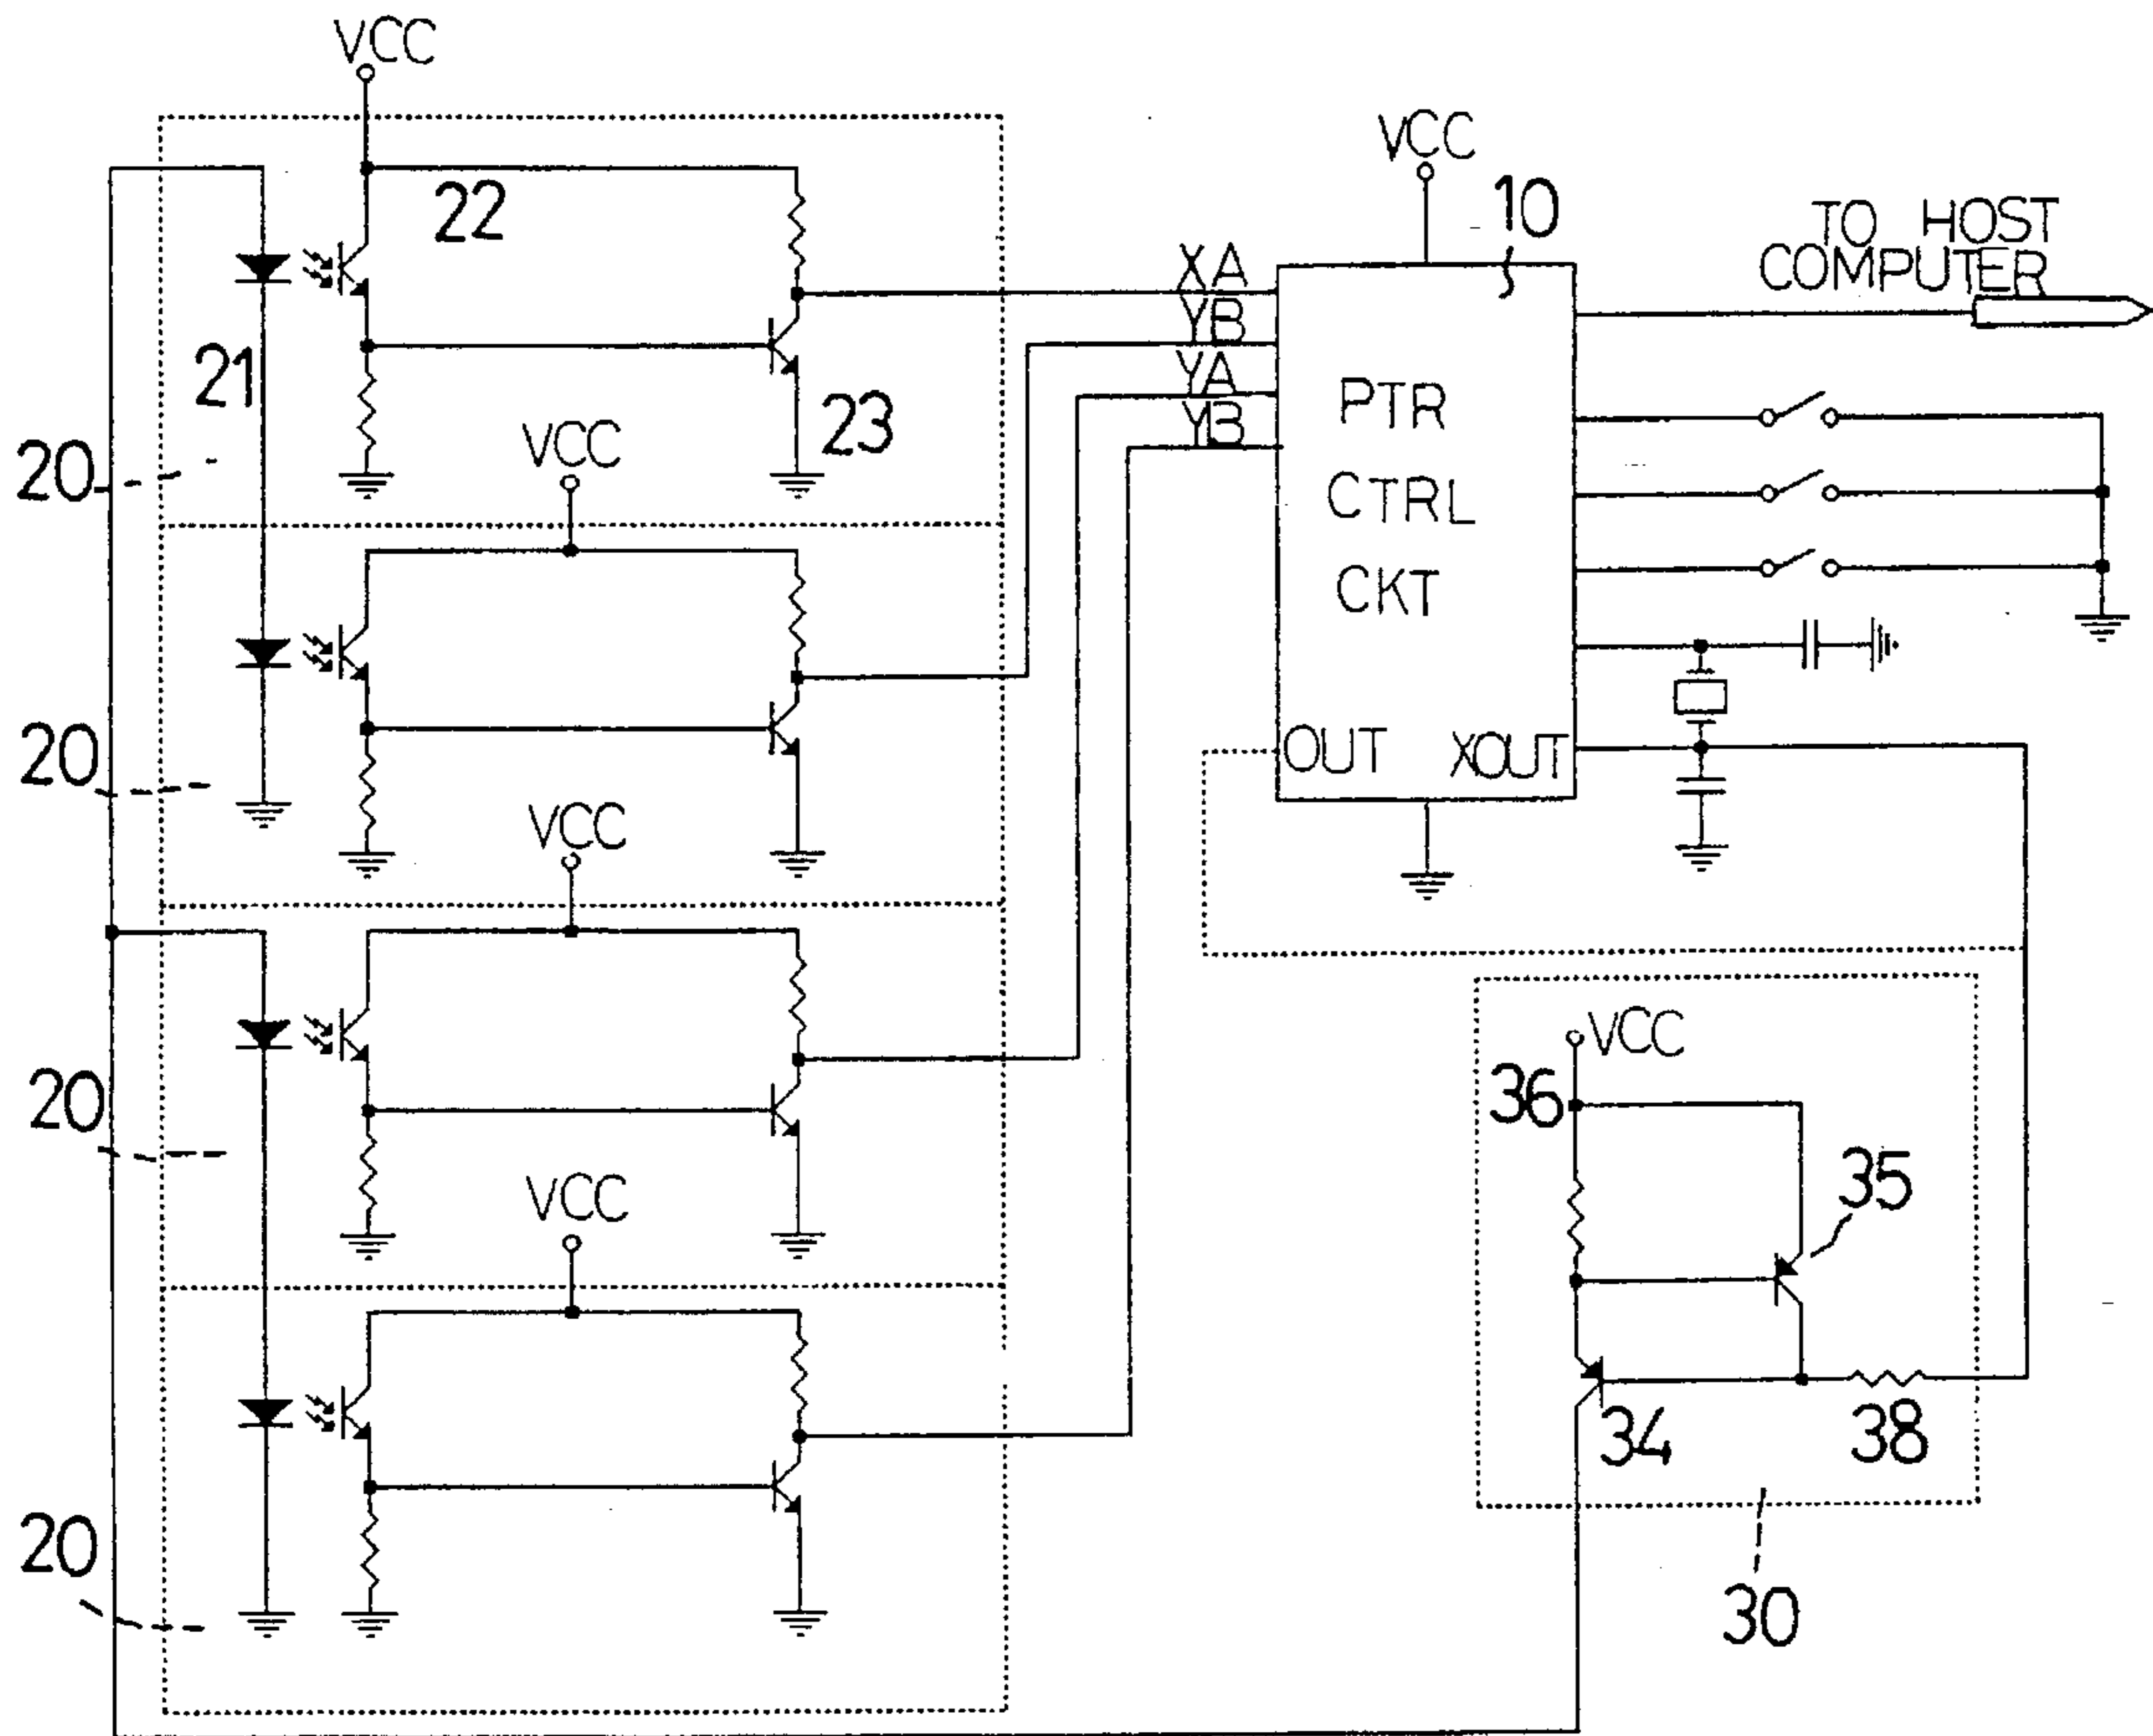 VCC
VCC
22
10
TO HOST
COMPUTER
XA
YB
YA
YB
21
23
PTR
CTRL
CKT
20
VCC
20
OUT
XOUT
VCC
VCC
36
20
35
VCC
34
38
20
30